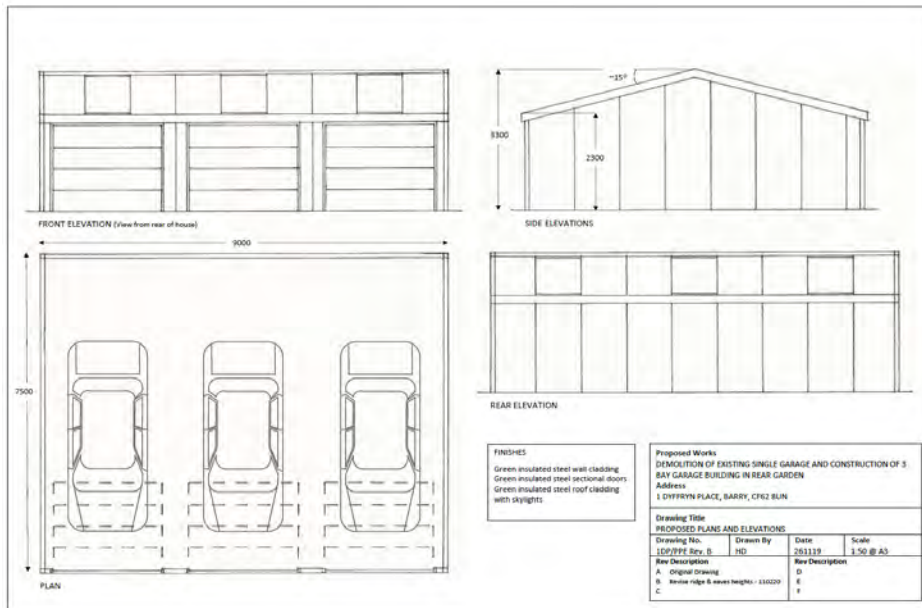 ~15°
3300
2300
FRONT ELEVATION (View from rear of house)
SIDE ELEVATIONS
9000
7500
REAR ELEVATION
PLAN
FINISHES
Green insulated steel wall cladding
Green insulated steel sectional doors
Green insulated steel roof cladding
with skylights
Proposed Works
DEMOLITION OF EXISTING SINGLE GARAGE AND CONSTRUCTION OF 3
BAY GARAGE BUILDING IN REAR GARDEN
Address
1 DYFFRYN PLACE, BARRY, CF62 8UN
Drawing Title
PROPOSED PLANS AND ELEVATIONS
Drawing No. Drawn By Date Scale
1DP/PPE Rev. B HD 261119 1:50 @ A3
Rev Description Rev Description
A Original Drawing D
B Revise ridge & eaves heights - 110220 E
C F